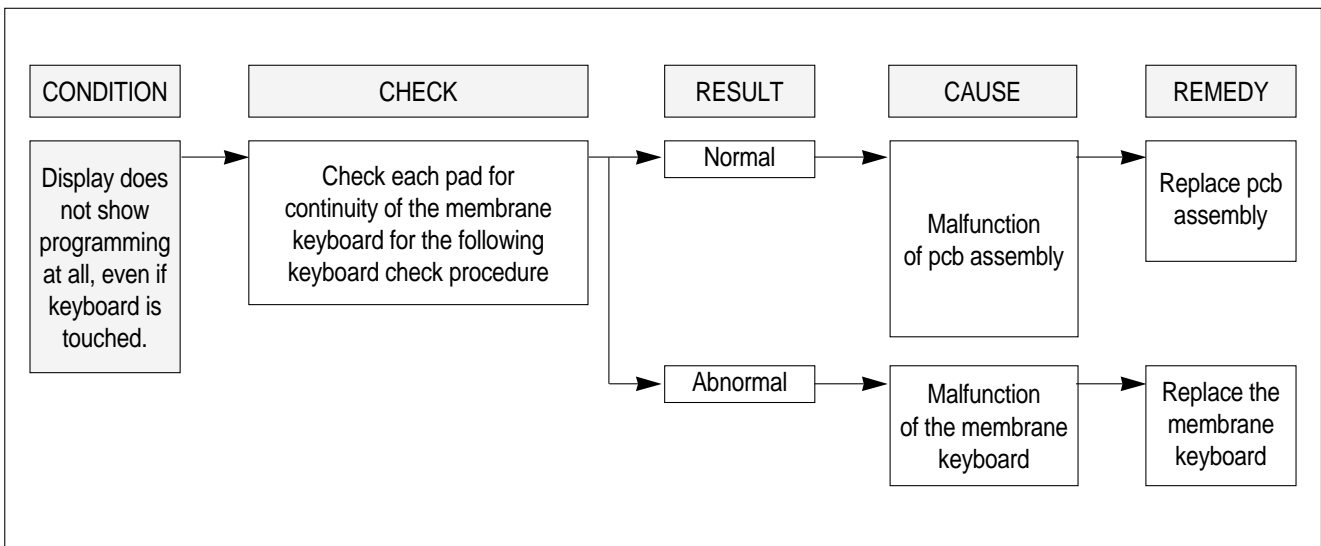 CONDITION
CHECK
RESULT
CAUSE
REMEDY
Display does
not show
programming
at all, even if
keyboard is
touched.
Check each pad for
continuity of the membrane
keyboard for the following
keyboard check procedure
Normal
Malfunction
of pcb assembly
Replace pcb
assembly
Abnormal
Malfunction
of the membrane
keyboard
Replace the
membrane
keyboard